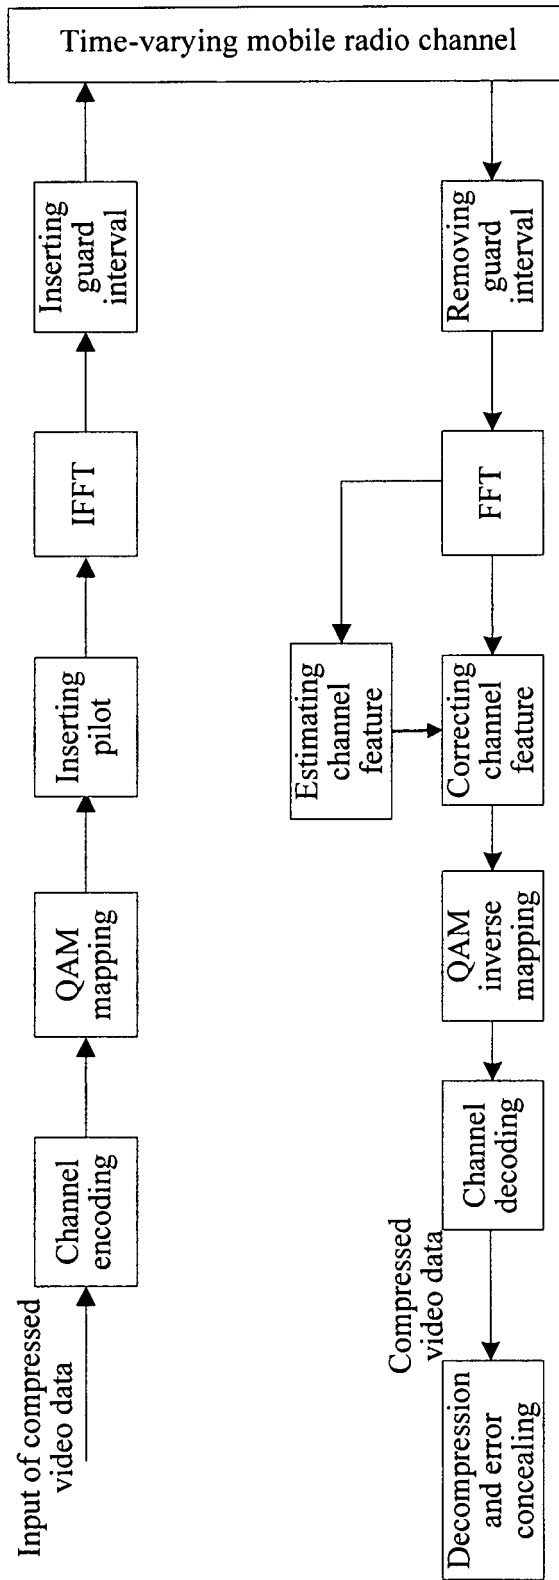 Input of compressed
video data
Channel
encoding
QAM
mapping
Inserting
pilot
IFFT
Inserting
guard
interval
Time-varying mobile radio channel
Removing
guard
interval
FFT
Estimating
channel
feature
Correcting
channel
feature
QAM
inverse
mapping
Channel
decoding
Compressed
video data
Decompression
and error
concealing